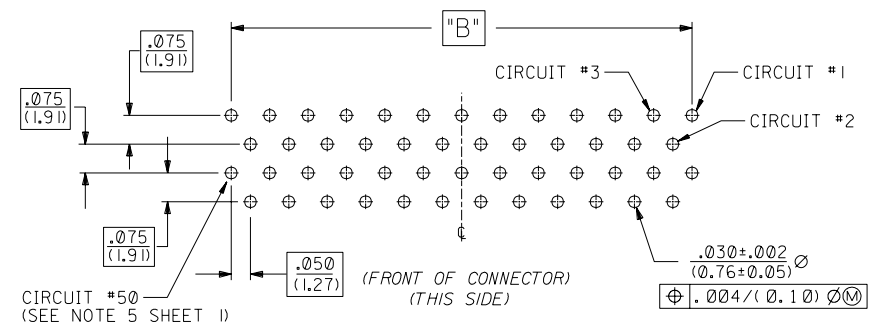 "B"
.075
(1.91)
CIRCUIT #3
CIRCUIT #1
.075
(1.91)
CIRCUIT #2
.075
(1.91)
.050
(1.27)
(FRONT OF CONNECTOR)
(THIS SIDE)
℄
.030±.002
(0.76±0.05) Ø
⌖ .004/(0.10) Ø Ⓜ
CIRCUIT #50
(SEE NOTE 5 SHEET 1)